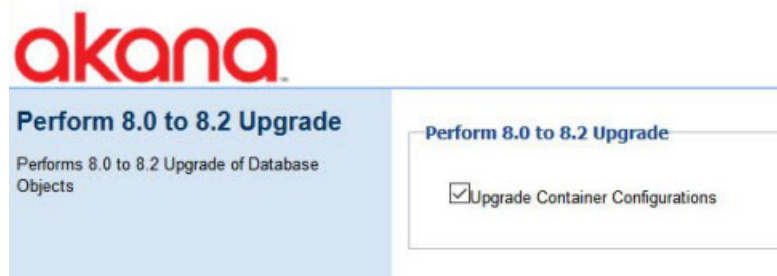 akana
Perform 8.0 to 8.2 Upgrade
Performs 8.0 to 8.2 Upgrade of Database
Objects
Perform 8.0 to 8.2 Upgrade
Upgrade Container Configurations